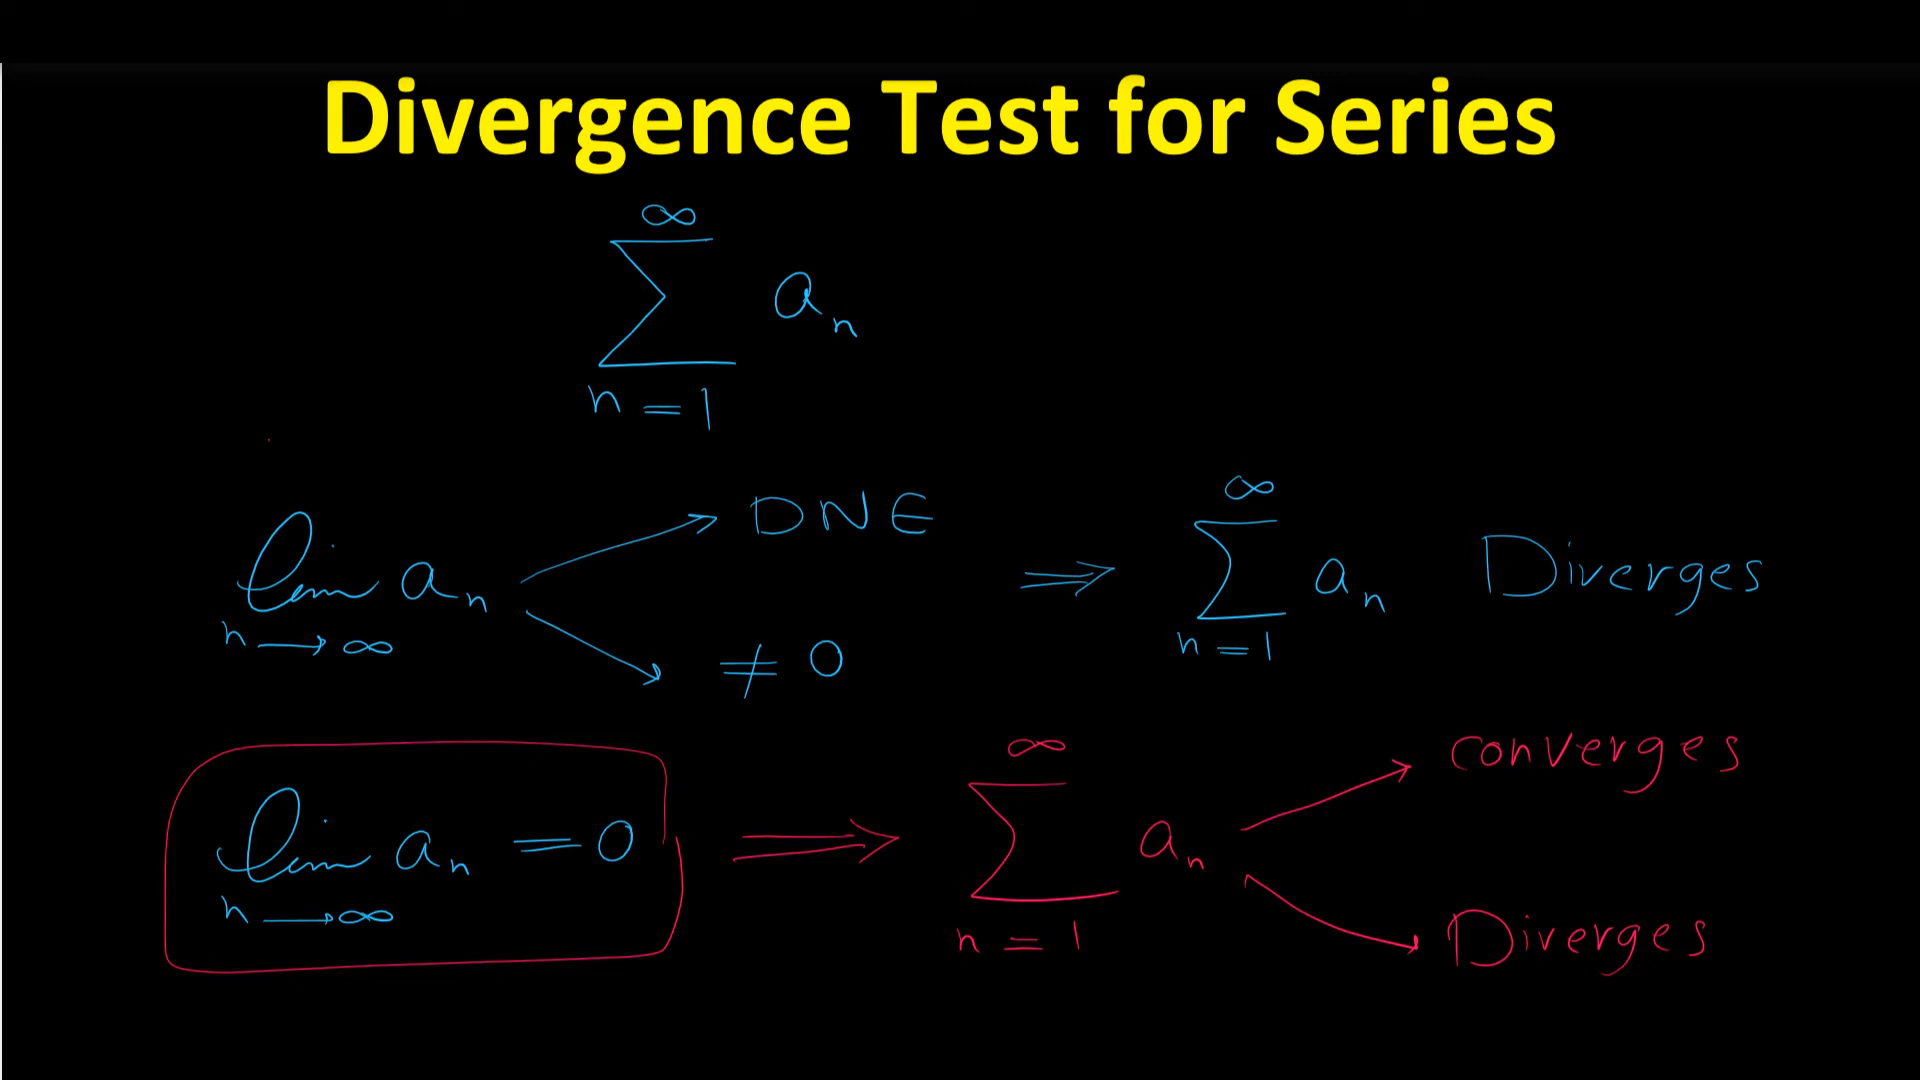 Divergence Test for Series
∞
∑ aₙ
n = 1
lim aₙ → DNE ⇒ ∑ aₙ Diverges
n → ∞ → ≠ 0 n = 1 ∞
lim aₙ = 0 ⇒ ∑ aₙ → converges
n → ∞ n = 1 ∞ → Diverges